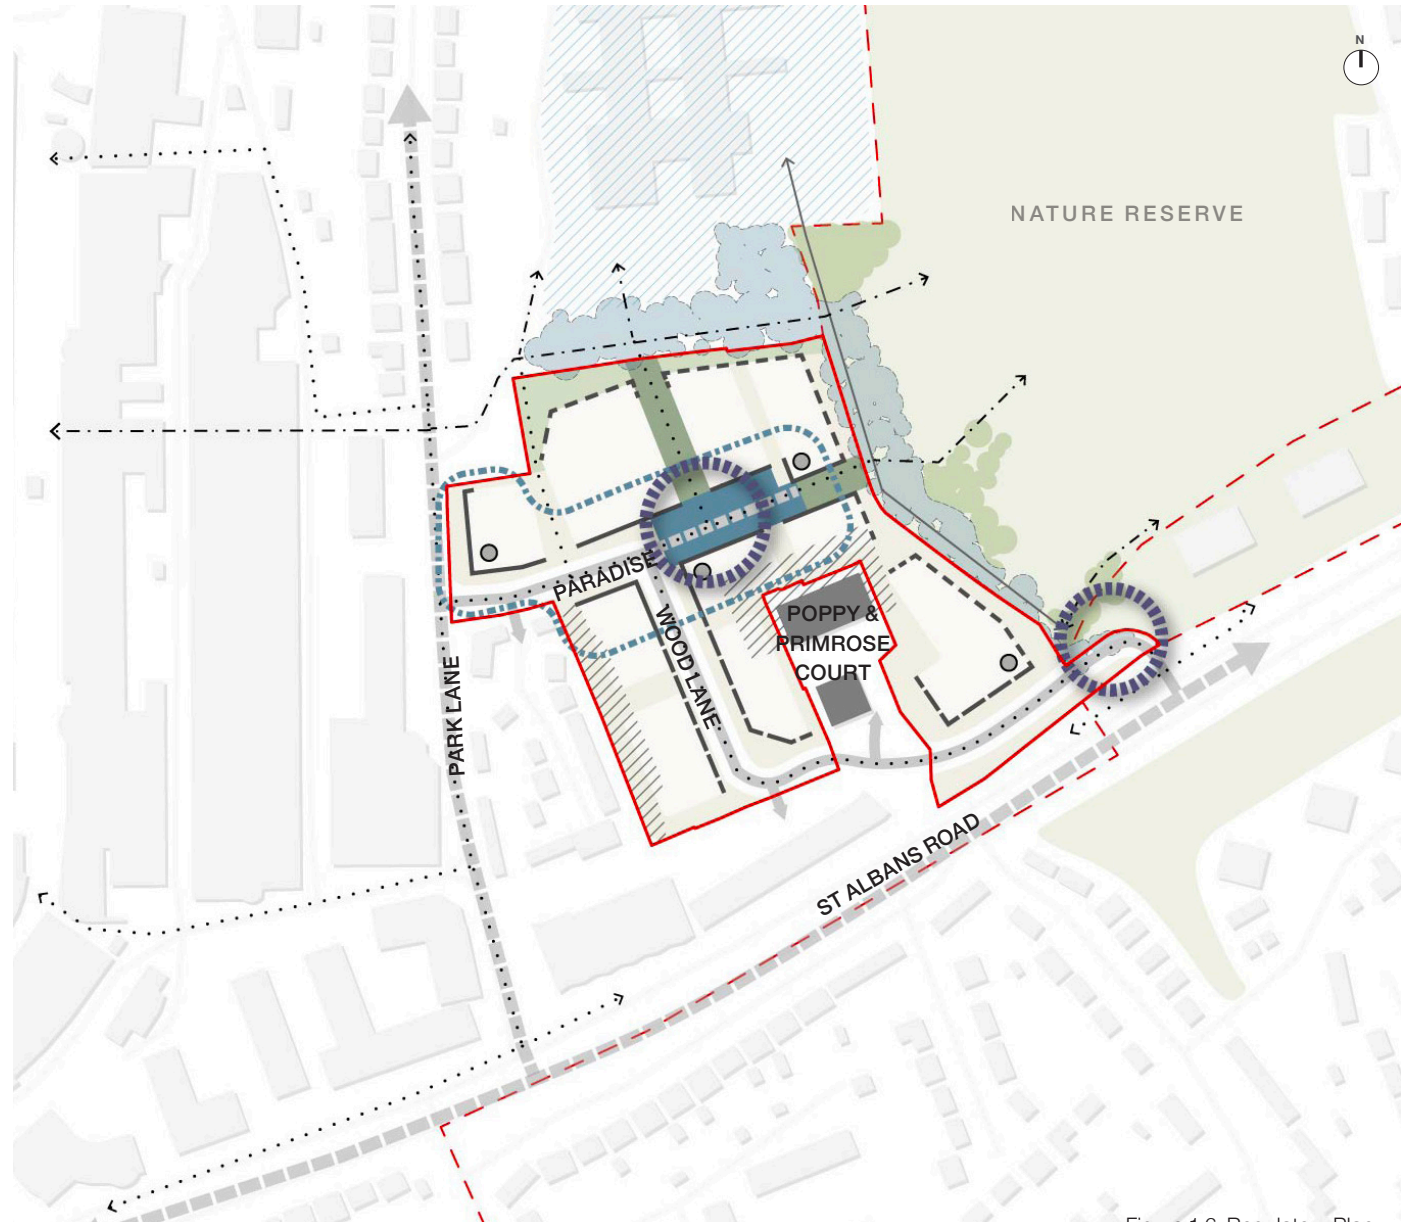 N
NATURE RESERVE
PARADISE
POPPY &
PRIMROSE
COURT
WOOD LANE
PARK LANE
ST ALBANS ROAD